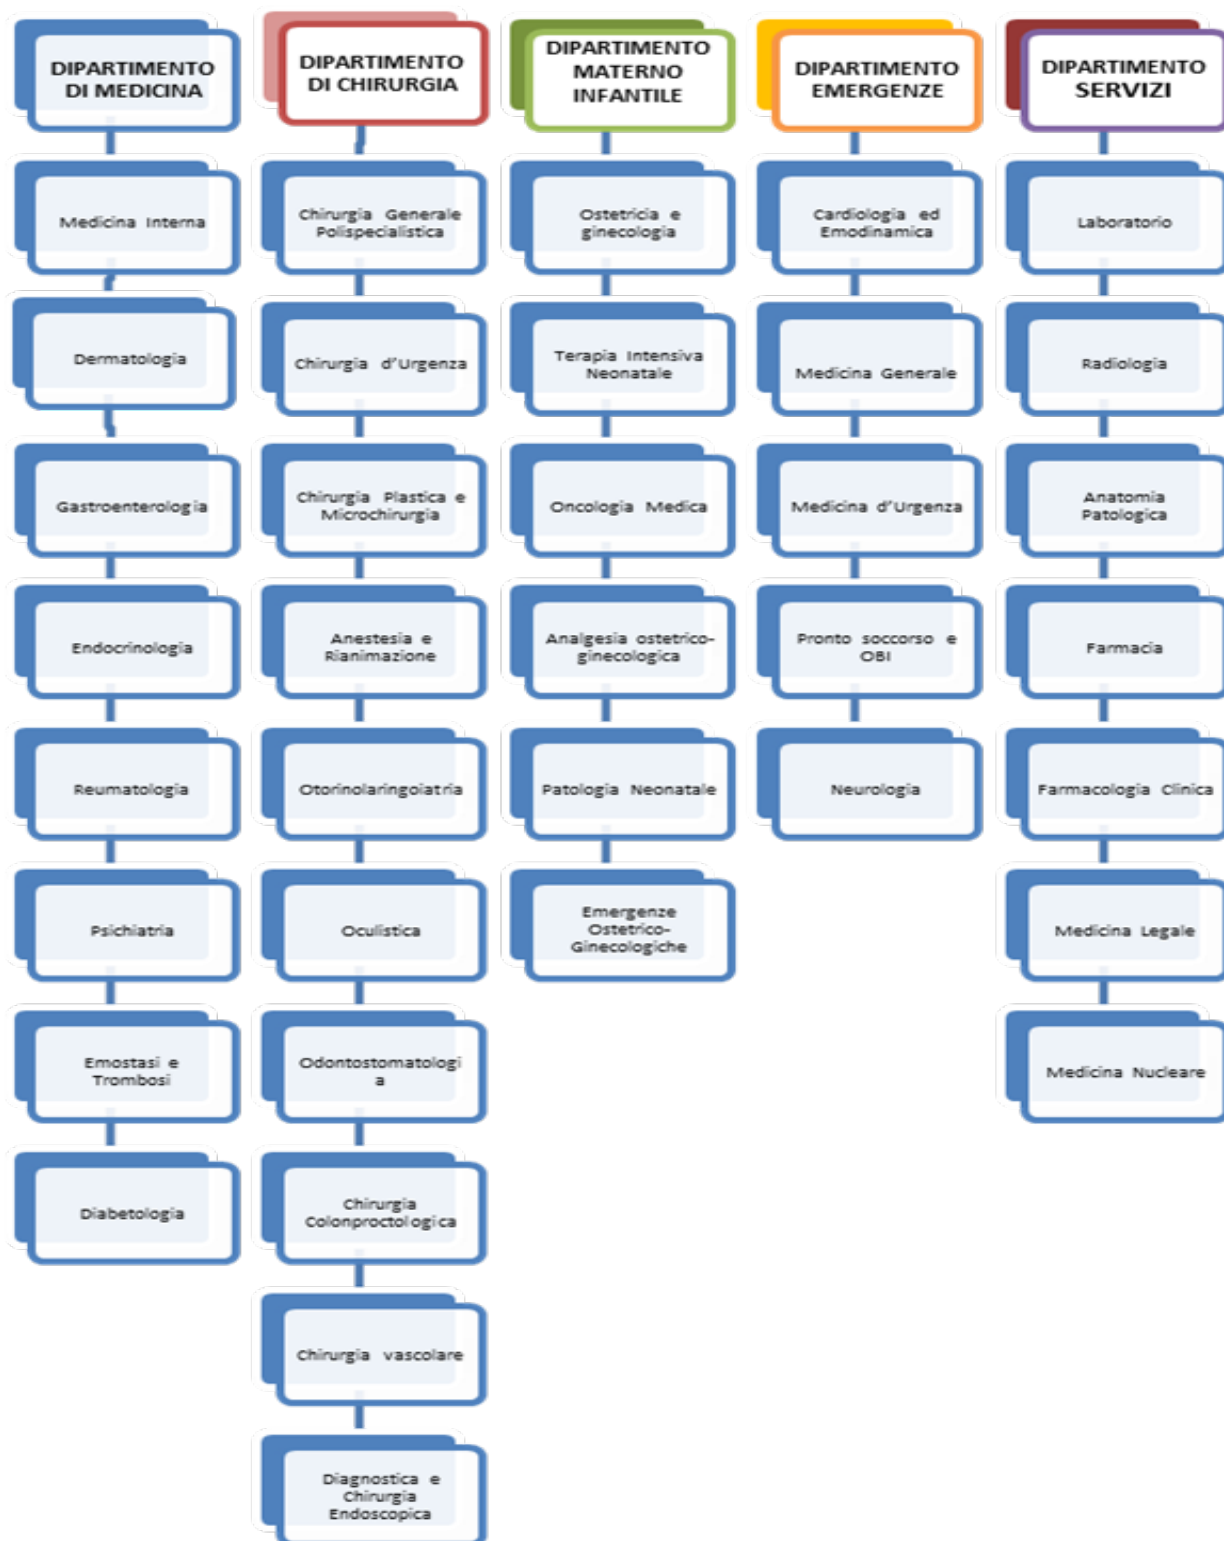 DIPARTIMENTO
DI MEDICINA
Medicina Interna
Dermatologia
Gastroenterologia
Endocrinologia
Reumatologia
Psichiatria
Emostasi e
Trombosi
Diabetologia
DIPARTIMENTO
DI CHIRURGIA
Chirurgia Generale
Polispecialistica
Chirurgia d'Urgenza
Chirurgia Plastica e
Microchirurgia
Anestesia e
Rianimazione
Otorinolaringoiatria
Oculistica
Odontostomatologi
a
Chirurgia
Colonproctologica
Chirurgia vascolare
Diagnostica e
Chirurgia
Endoscopica
DIPARTIMENTO
MATERNO
INFANTILE
Ostetricia e
ginecologia
Terapia Intensiva
Neonatale
Oncologia Medica
Analgesia ostetrico-
ginecologica
Patologia Neonatale
Emergenze
Ostetrico-
Ginecologiche
DIPARTIMENTO
EMERGENZE
Cardiologia ed
Emodinamica
Medicina Generale
Medicina d'Urgenza
Pronto soccorso e
OBI
Neurologia
DIPARTIMENTO
SERVIZI
Laboratorio
Radiologia
Anatomia
Patologica
Farmacia
Farmacologia Clinica
Medicina Legale
Medicina Nucleare